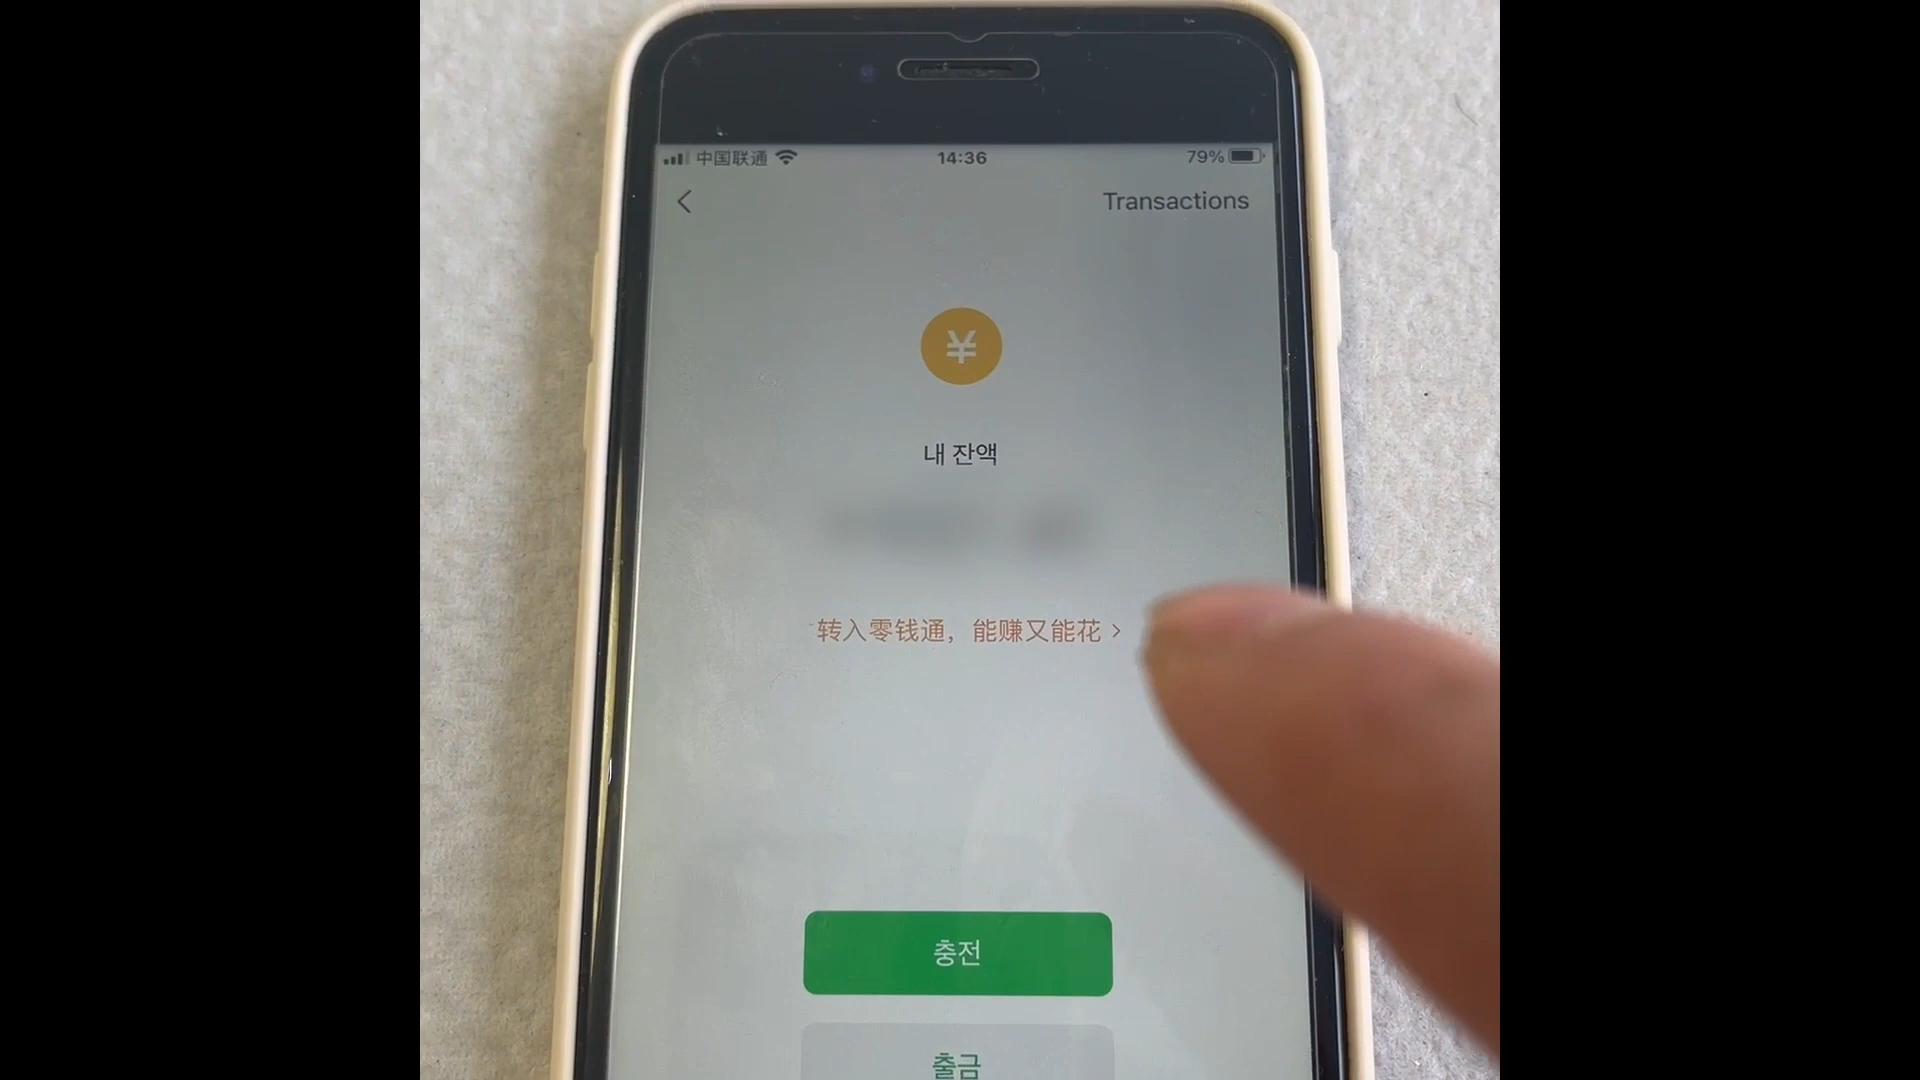 中国联通 14:36 79%
Transactions
¥
내 잔액
转入零钱通，能赚又能花 >
충전
출금